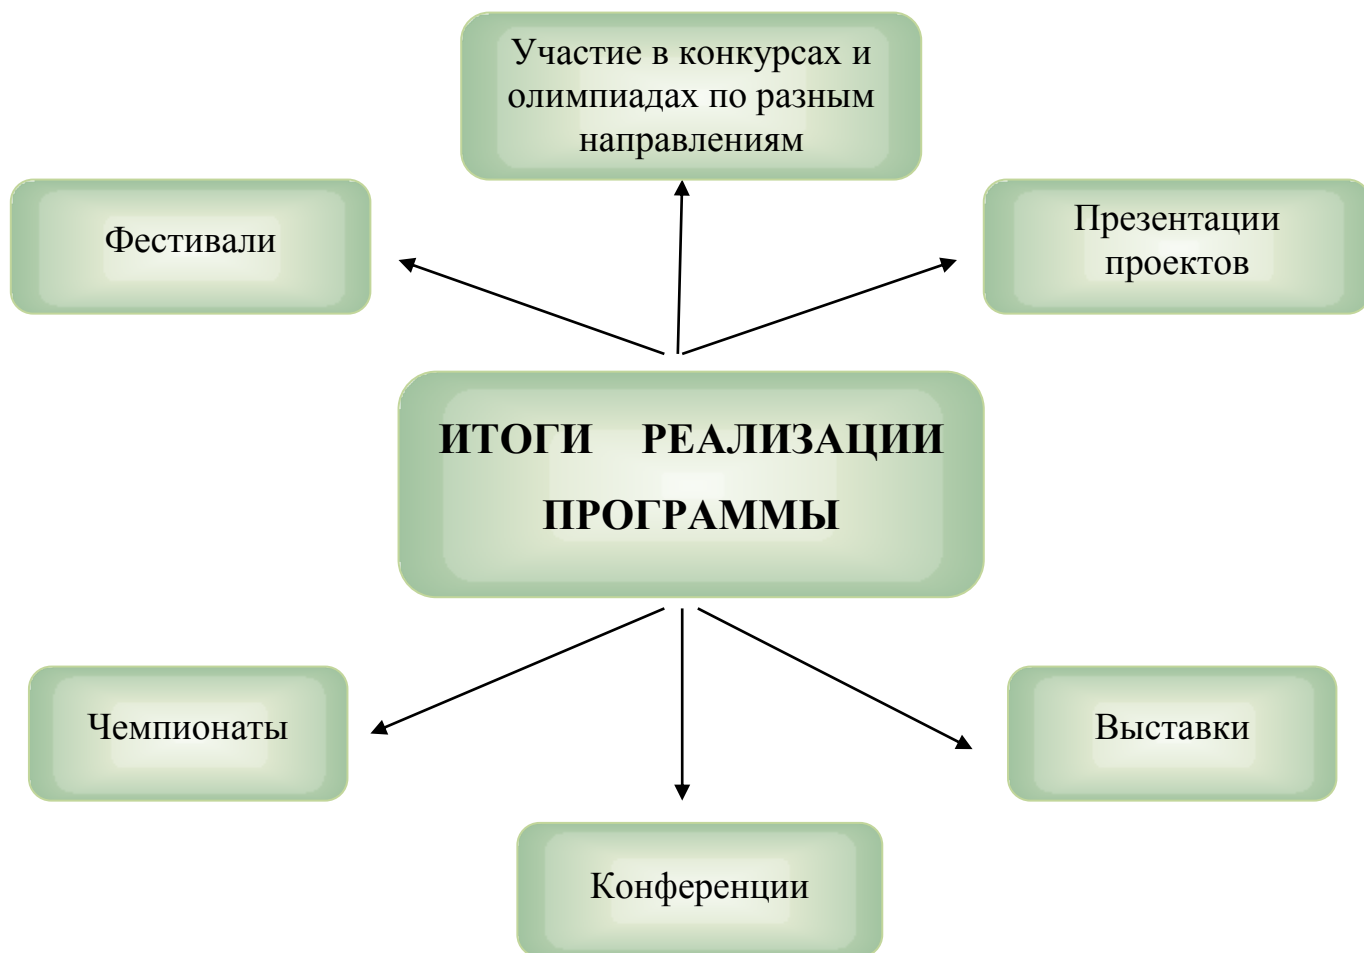 Участие в конкурсах и
олимпиадах по разным
направлениям
Фестивали
Презентации
проектов
ИТОГИ РЕАЛИЗАЦИИ
ПРОГРАММЫ
Чемпионаты
Выставки
Конференции